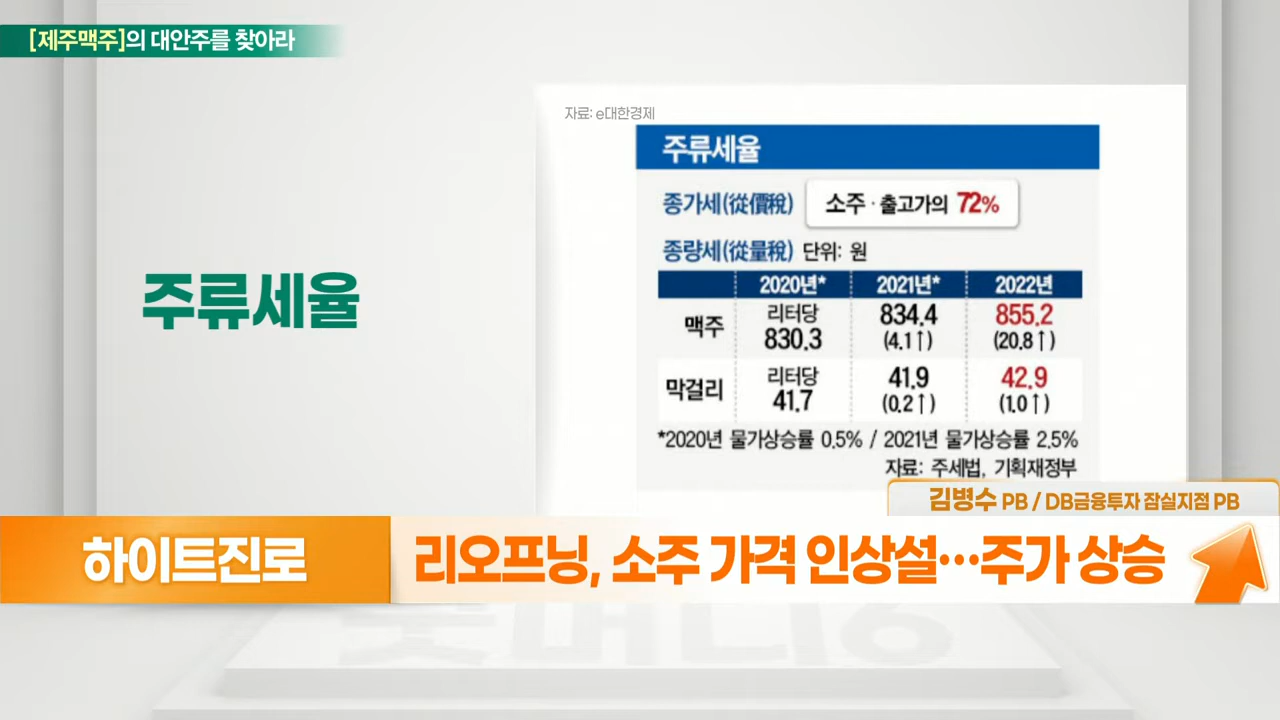 [제주맥주]의 대안주를 찾아라
자료: e대한경제
주류세율
종가세(從價稅) 소주·출고가의 72%
종량세(從量稅) 단위: 원
2020년* 2021년* 2022년
맥주 리터당 830.3 834.4 (4.1↑) 855.2 (20.8↑)
막걸리 리터당 41.7 41.9 (0.2↑) 42.9 (1.0↑)
*2020년 물가상승률 0.5% / 2021년 물가상승률 2.5%
자료: 주세법, 기획재정부
주류세율
김병수 PB / DB금융투자 잠실지점 PB
하이트진로
리오프닝, 소주 가격 인상설…주가 상승